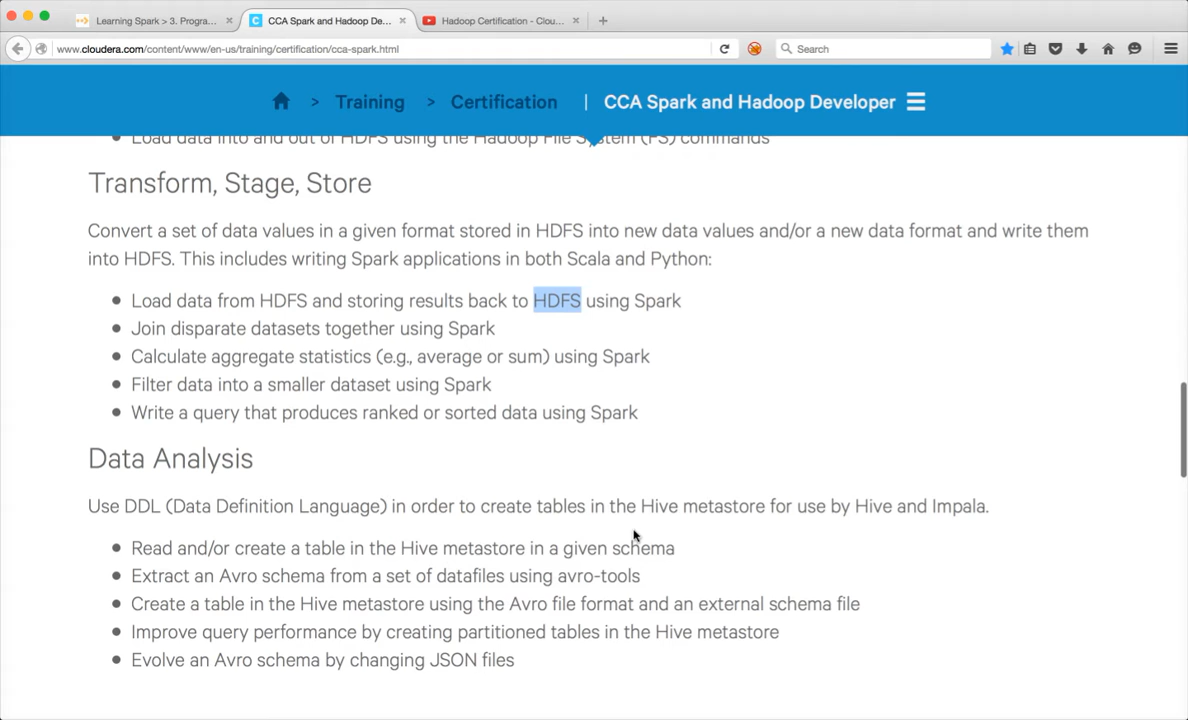 Learning Spark > 3. Progra...
CCA Spark and Hadoop De...
Hadoop Certification - Clou...
www.cloudera.com/content/www/en-us/training/certification/cca-spark.html
Search
> Training > Certification | CCA Spark and Hadoop Developer
Load data into and out of HDFS using the Hadoop File System (FS) commands
Transform, Stage, Store
Convert a set of data values in a given format stored in HDFS into new data values and/or a new data format and write them
into HDFS. This includes writing Spark applications in both Scala and Python:
Load data from HDFS and storing results back to HDFS using Spark
Join disparate datasets together using Spark
Calculate aggregate statistics (e.g., average or sum) using Spark
Filter data into a smaller dataset using Spark
Write a query that produces ranked or sorted data using Spark
Data Analysis
Use DDL (Data Definition Language) in order to create tables in the Hive metastore for use by Hive and Impala.
Read and/or create a table in the Hive metastore in a given schema
Extract an Avro schema from a set of datafiles using avro-tools
Create a table in the Hive metastore using the Avro file format and an external schema file
Improve query performance by creating partitioned tables in the Hive metastore
Evolve an Avro schema by changing JSON files